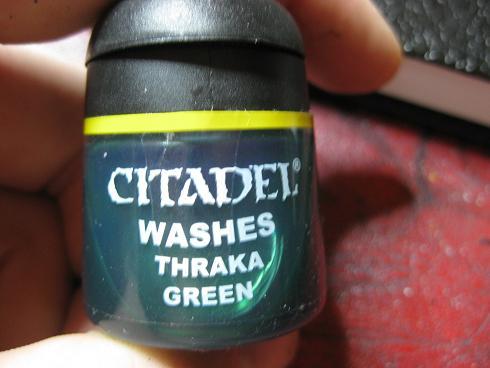 CITADEL®
WASHES
THRAKA
GREEN